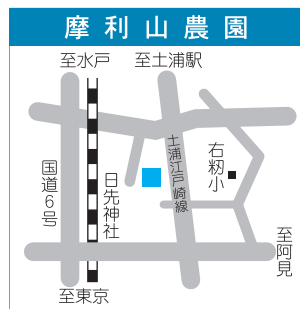 摩利山農園
至水戸
至土浦駅
国道6号
日先神社
土浦江戸崎線
右籾小
至阿見
至東京